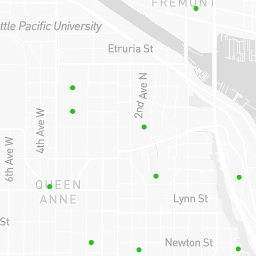 FREMONT
ttle Pacific University
Etruria St
2nd Ave N
4th Ave W
6th Ave W
QUEEN
ANNE
Lynn St
St
Newton St